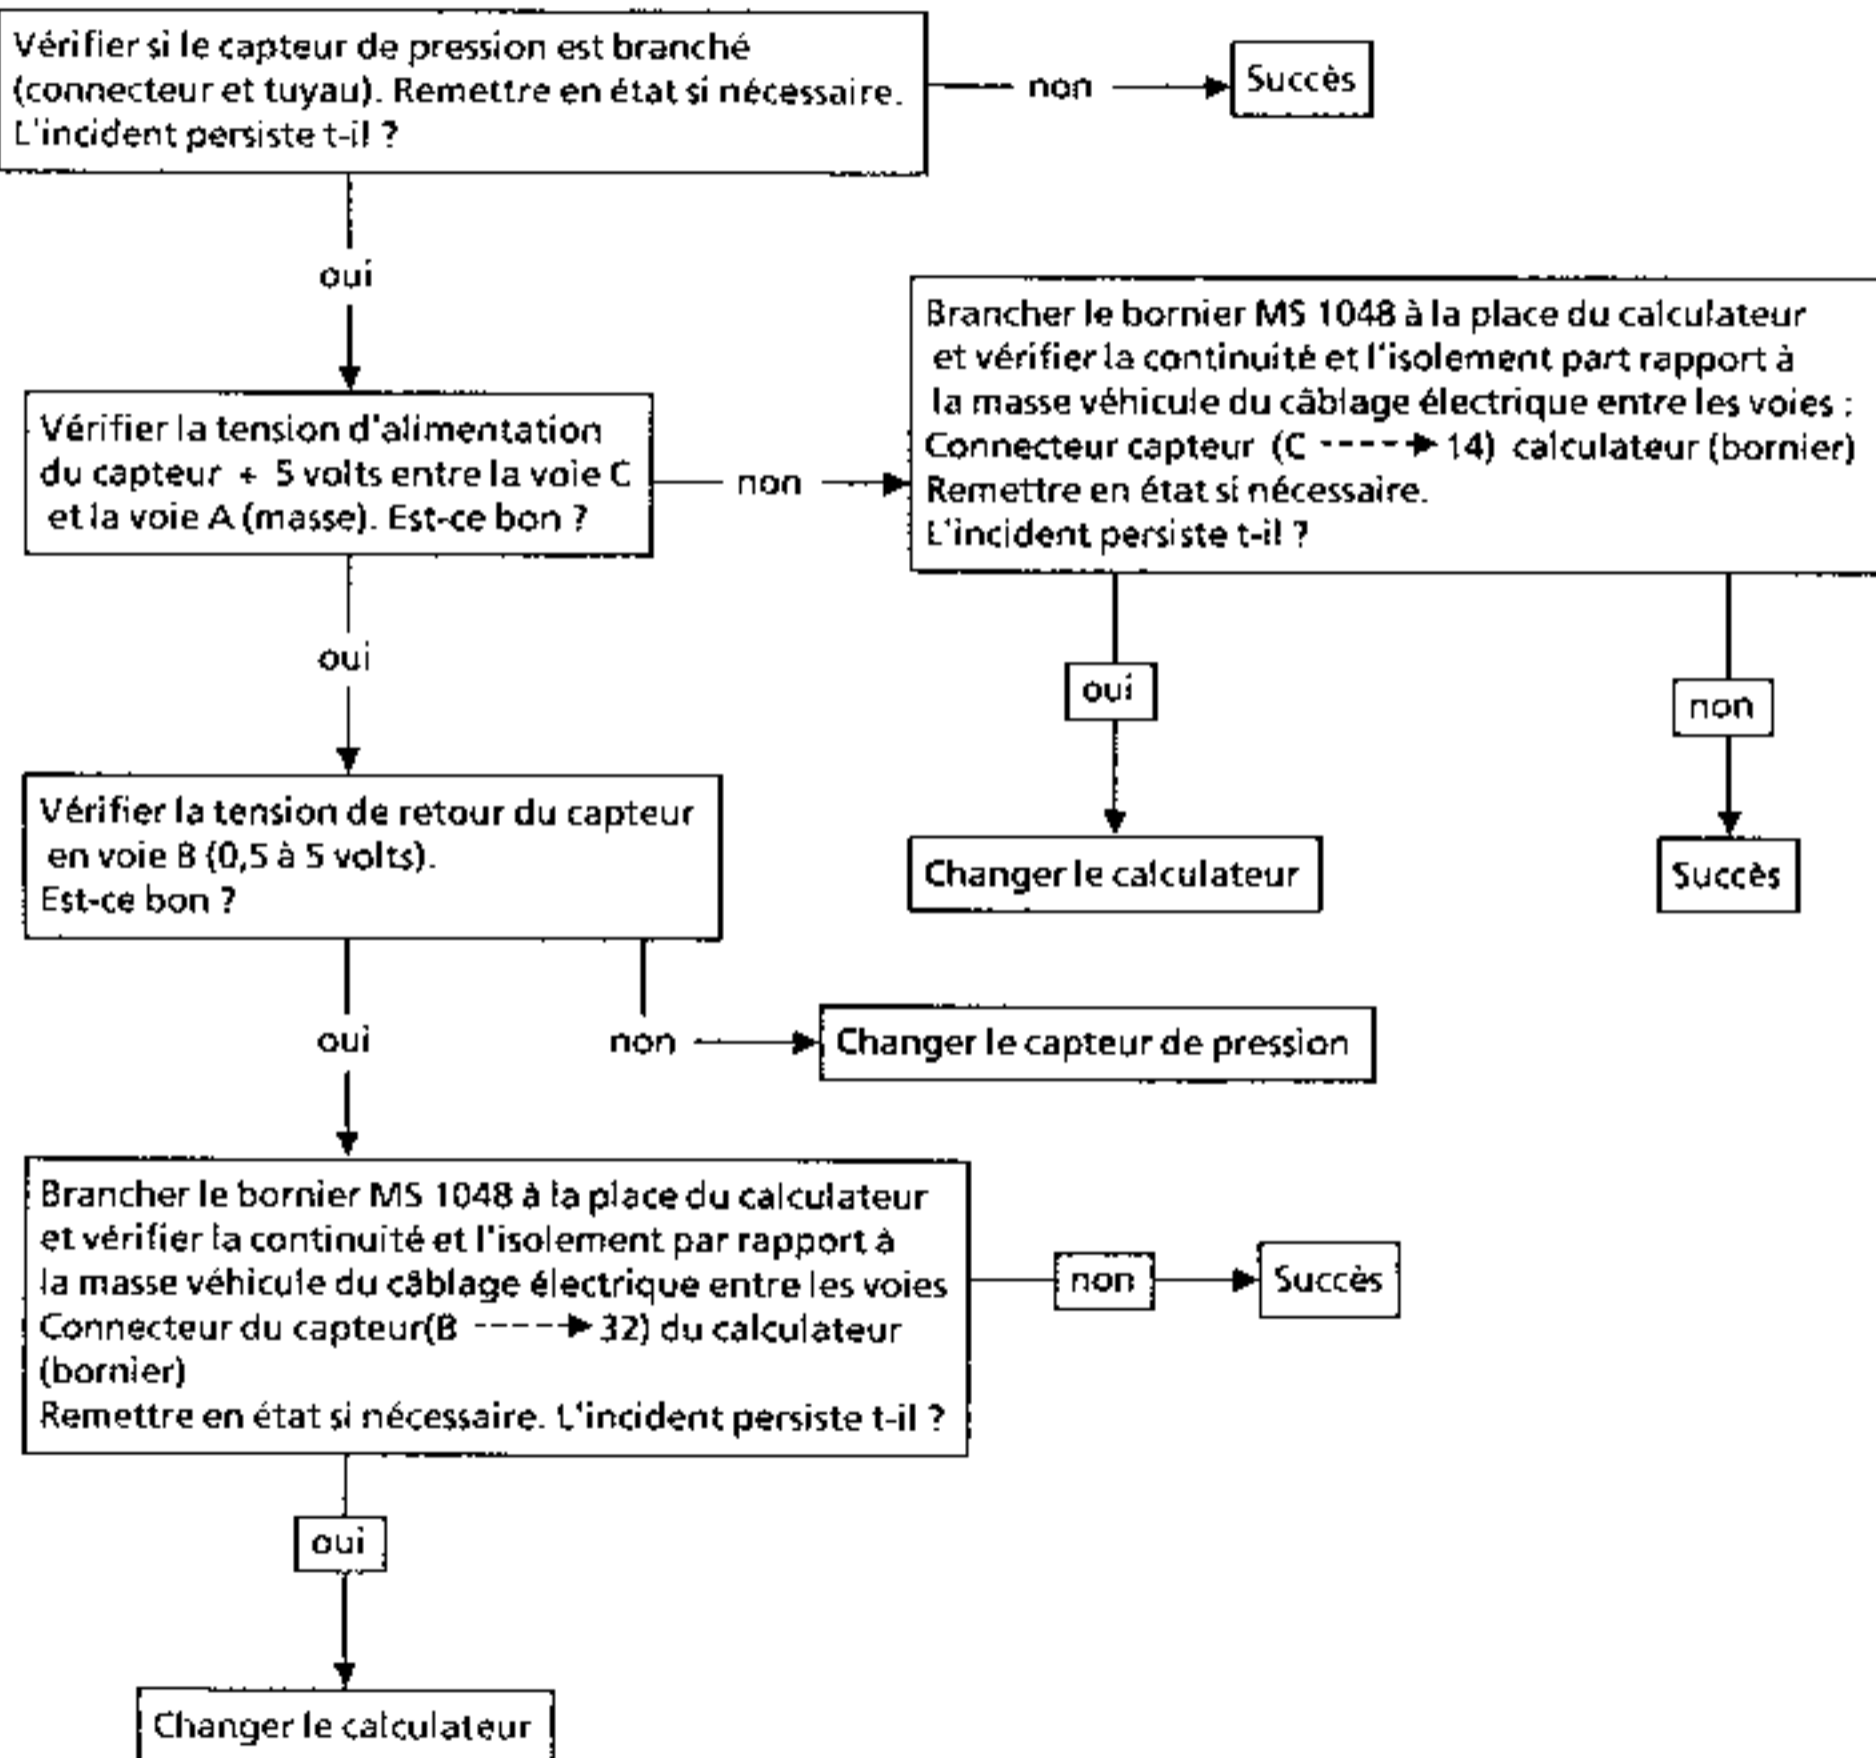 Vérifier si le capteur de pression est branché
(connecteur et tuyau). Remettre en état si nécessaire.
L'incident persiste t-il ?
non
Succès
oui
Vérifier la tension d'alimentation
du capteur + 5 volts entre la voie C
et la voie A (masse). Est-ce bon ?
non
Brancher le bornier MS 1048 à la place du calculateur
et vérifier la continuité et l'isolement part rapport à
la masse véhicule du câblage électrique entre les voies :
Connecteur capteur (C ----► 14) calculateur (bornier)
Remettre en état si nécessaire.
L'incident persiste t-il ?
oui
oui
non
Changer le calculateur
Succès
Vérifier la tension de retour du capteur
en voie B (0,5 à 5 volts).
Est-ce bon ?
oui
non
Changer le capteur de pression
Brancher le bornier MS 1048 à la place du calculateur
et vérifier la continuité et l'isolement par rapport à
la masse véhicule du câblage électrique entre les voies
Connecteur du capteur(B -----► 32) du calculateur
(bornier)
Remettre en état si nécessaire. L'incident persiste t-il ?
non
Succès
oui
Changer le calculateur